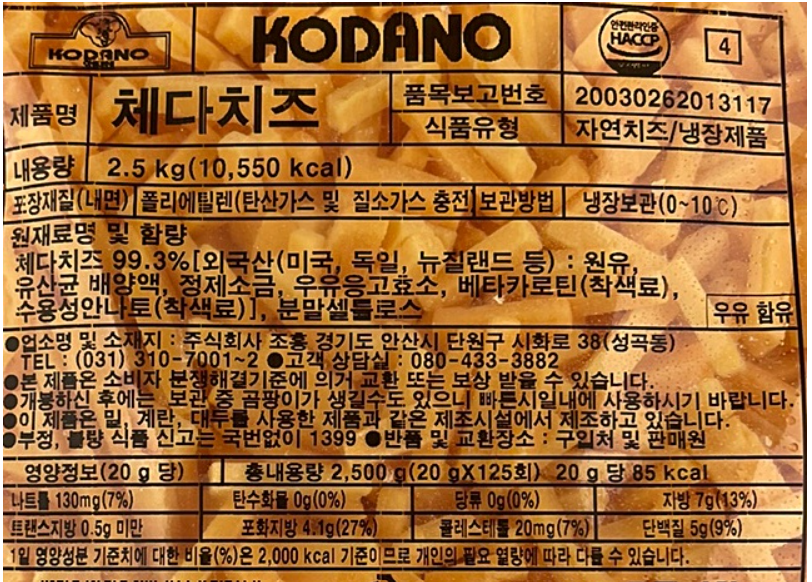 KODANO
KODANO
안전관리인증
HACCP
4
제품명 체다치즈 품목보고번호 20030262013117
식품유형 자연치즈/냉장제품
내용량 2.5 kg(10,550 kcal)
포장재질(내면) 폴리에틸렌(탄산가스 및 질소가스 충전) 보관방법 냉장보관(0~10℃)
원재료명 및 함량
체다치즈 99.3%[외국산(미국, 독일, 뉴질랜드 등) : 원유,
유산균 배양액, 정제소금, 우유응고효소, 베타카로틴(착색료),
수용성안나토(착색료)], 분말셀룰로스
우유 함유
●업소명 및 소재지 : 주식회사 조흥 경기도 안산시 단원구 시화로 38(성곡동)
TEL : (031) 310-7001~2 ●고객 상담실 : 080-433-3882
●본 제품은 소비자 분쟁해결기준에 의거 교환 또는 보상 받을 수 있습니다.
●개봉하신 후에는 보관 중 곰팡이가 생길수도 있으니 빠른시일내에 사용하시기 바랍니다.
●이 제품은 밀, 계란, 대두를 사용한 제품과 같은 제조시설에서 제조하고 있습니다.
●부정, 불량 식품 신고는 국번없이 1399 ●반품 및 교환장소 : 구입처 및 판매원
영양정보(20 g 당) 총내용량 2,500 g(20 gX125회) 20 g 당 85 kcal
나트륨 130mg(7%) 탄수화물 0g(0%) 당류 0g(0%) 지방 7g(13%)
트랜스지방 0.5g 미만 포화지방 4.1g(27%) 콜레스테롤 20mg(7%) 단백질 5g(9%)
1일 영양성분 기준치에 대한 비율(%)은 2,000 kcal 기준이므로 개인의 필요 열량에 따라 다를 수 있습니다.